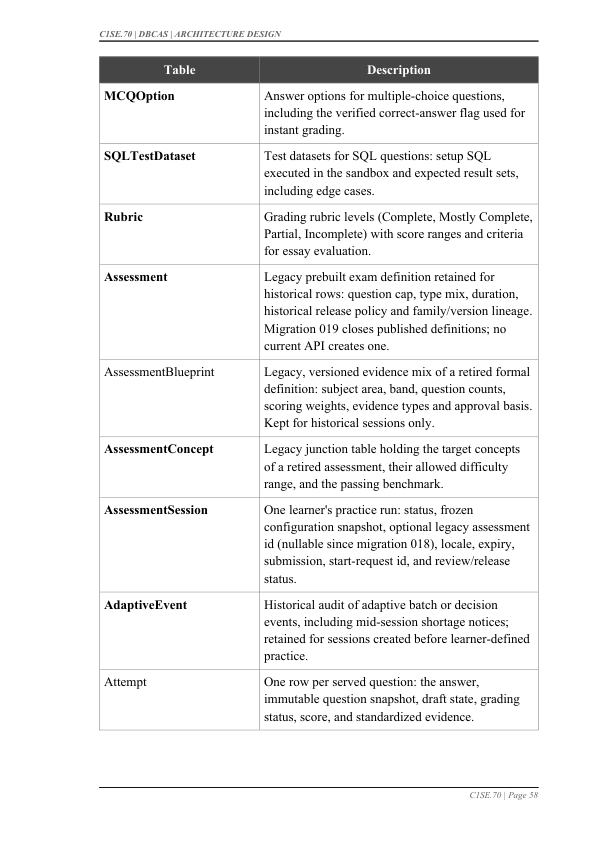 C1SE.70 | DBCAS | ARCHITECTURE DESIGN
Table
Description
MCQOption
Answer options for multiple-choice questions,
including the verified correct-answer flag used for
instant grading.
SQLTestDataset
Test datasets for SQL questions: setup SQL
executed in the sandbox and expected result sets,
including edge cases.
Rubric
Grading rubric levels (Complete, Mostly Complete,
Partial, Incomplete) with score ranges and criteria
for essay evaluation.
Assessment
Legacy prebuilt exam definition retained for
historical rows: question cap, type mix, duration,
historical release policy and family/version lineage.
Migration 019 closes published definitions; no
current API creates one.
AssessmentBlueprint
Legacy, versioned evidence mix of a retired formal
definition: subject area, band, question counts,
scoring weights, evidence types and approval basis.
Kept for historical sessions only.
AssessmentConcept
Legacy junction table holding the target concepts
of a retired assessment, their allowed difficulty
range, and the passing benchmark.
AssessmentSession
One learner's practice run: status, frozen
configuration snapshot, optional legacy assessment
id (nullable since migration 018), locale, expiry,
submission, start-request id, and review/release
status.
AdaptiveEvent
Historical audit of adaptive batch or decision
events, including mid-session shortage notices;
retained for sessions created before learner-defined
practice.
Attempt
One row per served question: the answer,
immutable question snapshot, draft state, grading
status, score, and standardized evidence.
C1SE.70 | Page 58